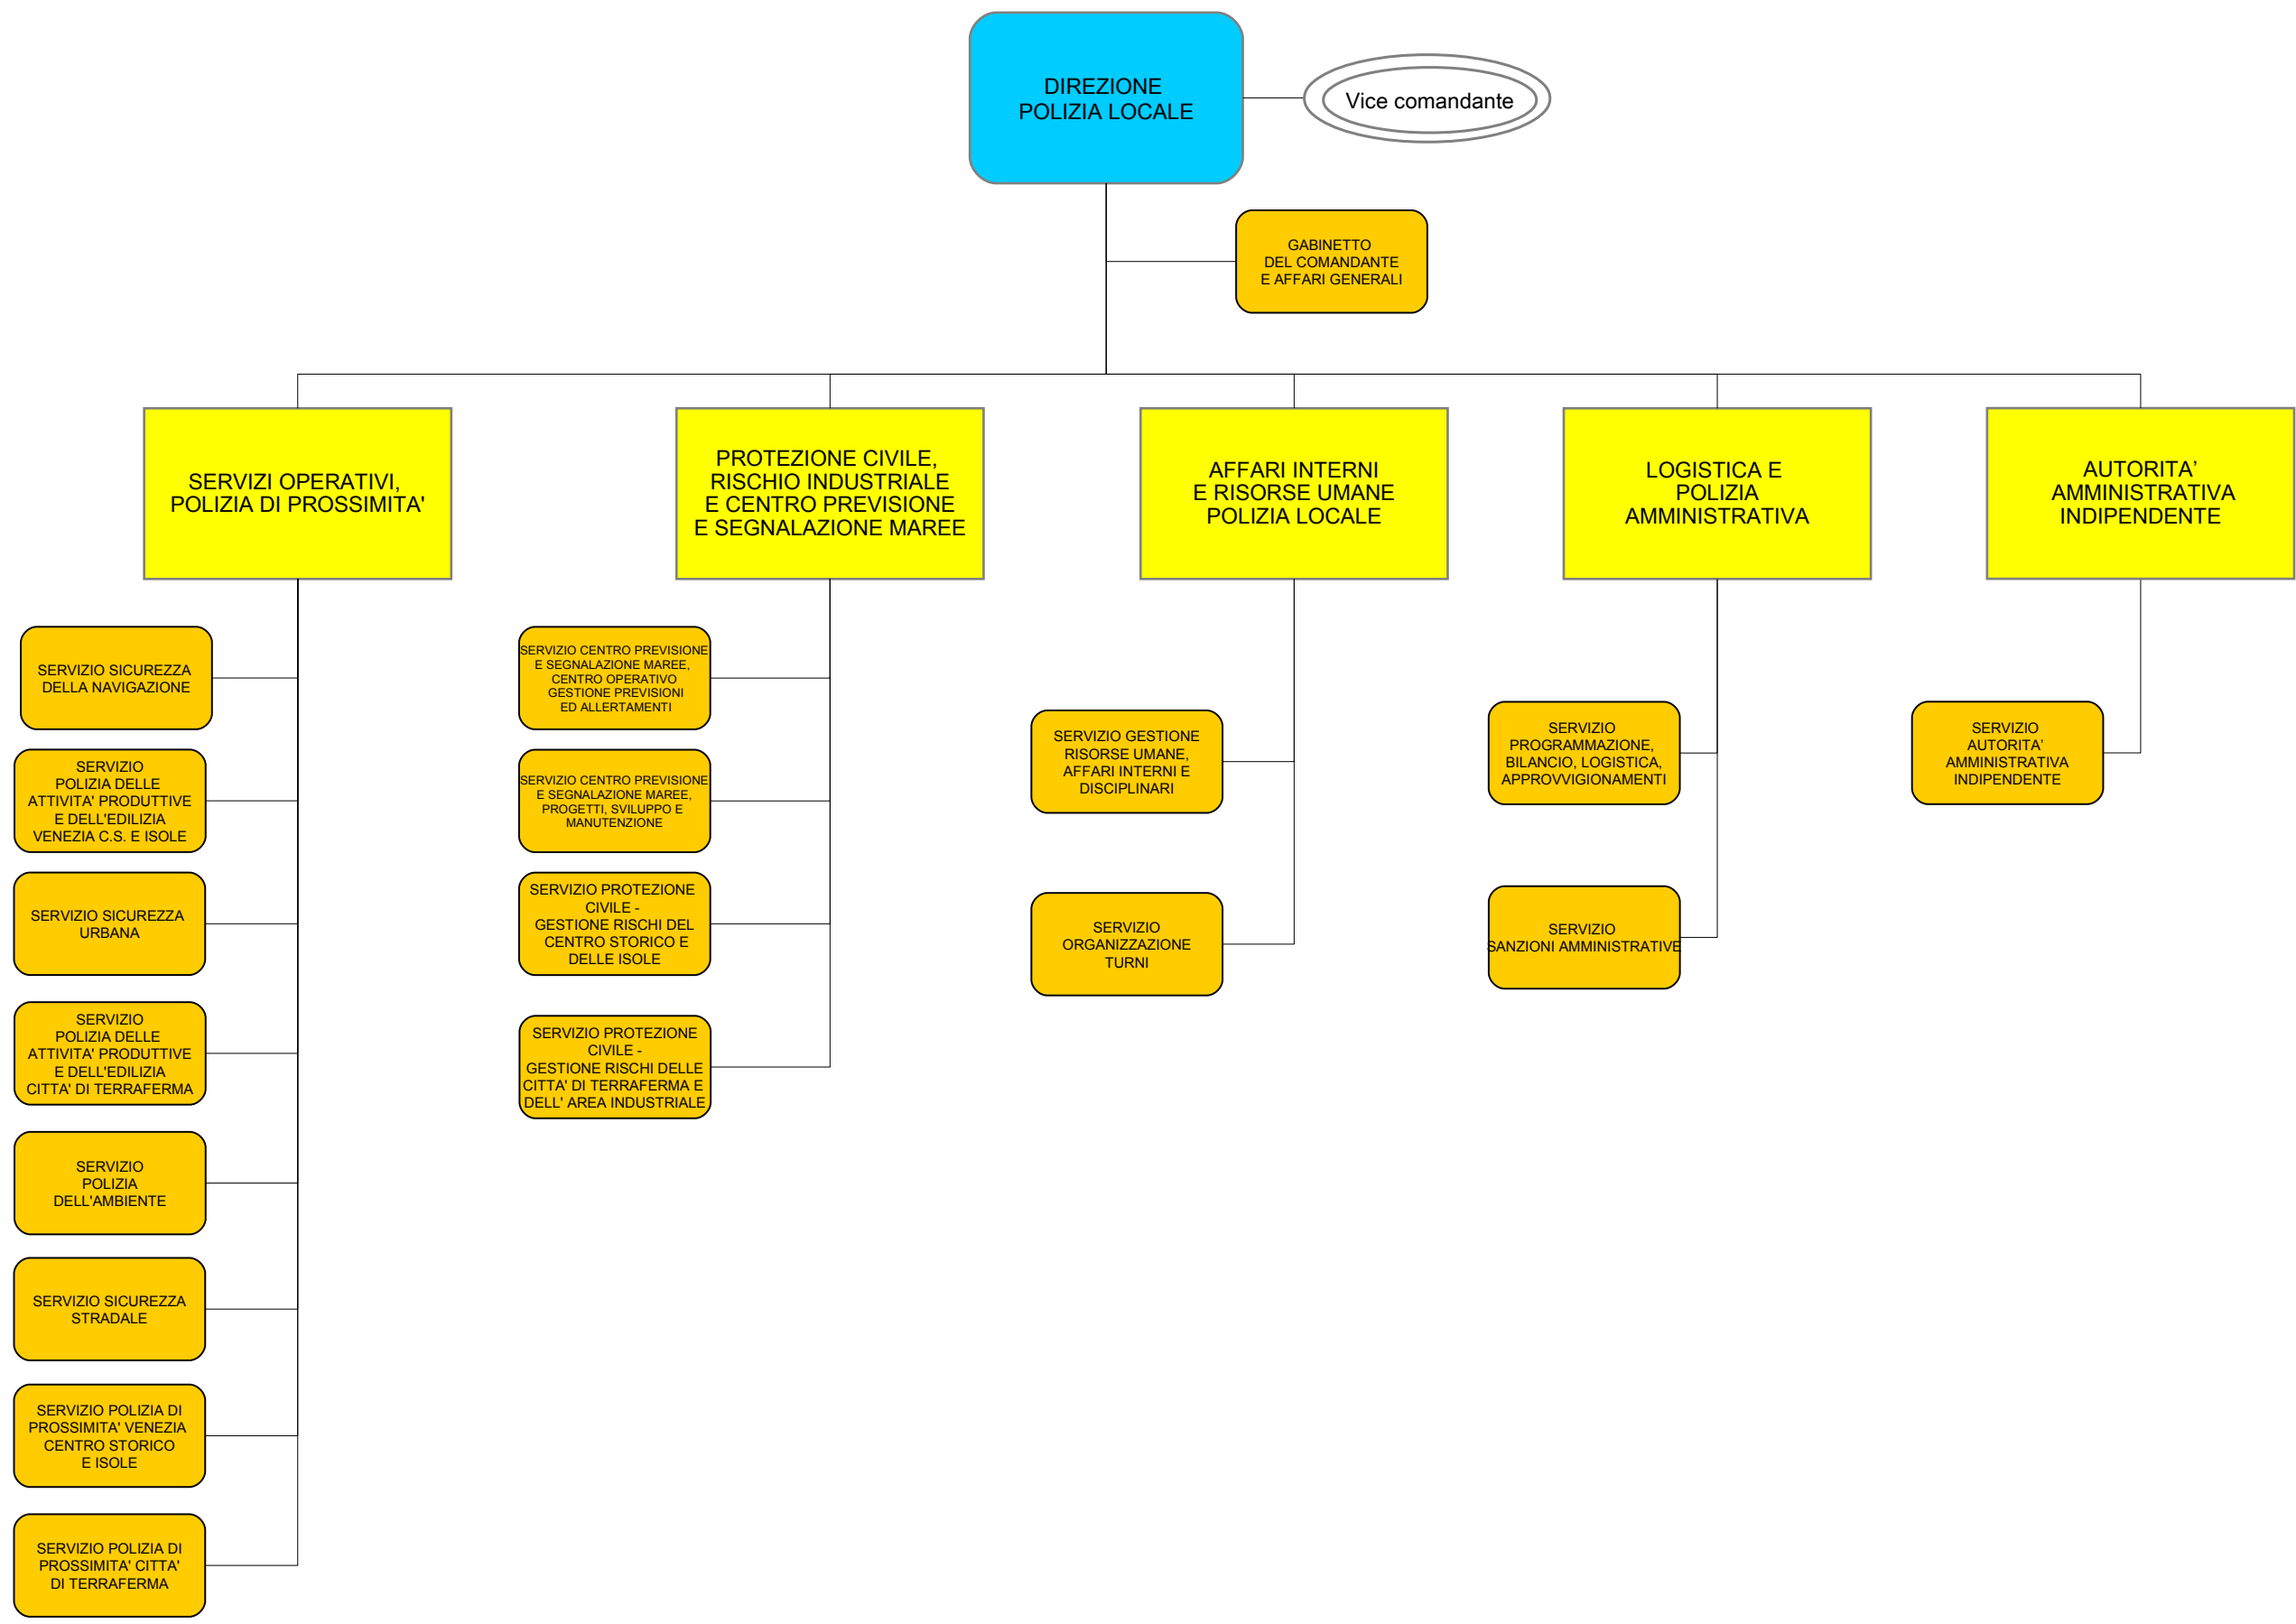 DIREZIONE
POLIZIA LOCALE
Vice comandante
GABINETTO
DEL COMANDANTE
E AFFARI GENERALI
SERVIZI OPERATIVI,
POLIZIA DI PROSSIMITA'
PROTEZIONE CIVILE,
RISCHIO INDUSTRIALE
E CENTRO PREVISIONE
E SEGNALAZIONE MAREE
AFFARI INTERNI
E RISORSE UMANE
POLIZIA LOCALE
LOGISTICA E
POLIZIA
AMMINISTRATIVA
AUTORITA’
AMMINISTRATIVA
INDIPENDENTE
SERVIZIO SICUREZZA
DELLA NAVIGAZIONE
SERVIZIO
POLIZIA DELLE
ATTIVITA' PRODUTTIVE
E DELL'EDILIZIA
VENEZIA C.S. E ISOLE
SERVIZIO SICUREZZA
URBANA
SERVIZIO
POLIZIA DELLE
ATTIVITA' PRODUTTIVE
E DELL'EDILIZIA
CITTA' DI TERRAFERMA
SERVIZIO
POLIZIA
DELL'AMBIENTE
SERVIZIO SICUREZZA
STRADALE
SERVIZIO POLIZIA DI
PROSSIMITA' VENEZIA
CENTRO STORICO
E ISOLE
SERVIZIO POLIZIA DI
PROSSIMITA' CITTA'
DI TERRAFERMA
SERVIZIO CENTRO PREVISIONE
E SEGNALAZIONE MAREE,
CENTRO OPERATIVO
GESTIONE PREVISIONI
ED ALLERTAMENTI
SERVIZIO CENTRO PREVISIONE
E SEGNALAZIONE MAREE,
PROGETTI, SVILUPPO E
MANUTENZIONE
SERVIZIO PROTEZIONE
CIVILE -
GESTIONE RISCHI DEL
CENTRO STORICO E
DELLE ISOLE
SERVIZIO PROTEZIONE
CIVILE -
GESTIONE RISCHI DELLE
CITTA' DI TERRAFERMA E
DELL' AREA INDUSTRIALE
SERVIZIO GESTIONE
RISORSE UMANE,
AFFARI INTERNI E
DISCIPLINARI
SERVIZIO
ORGANIZZAZIONE
TURNI
SERVIZIO
PROGRAMMAZIONE,
BILANCIO, LOGISTICA,
APPROVVIGIONAMENTI
SERVIZIO
SANZIONI AMMINISTRATIVE
SERVIZIO
AUTORITA’
AMMINISTRATIVA
INDIPENDENTE